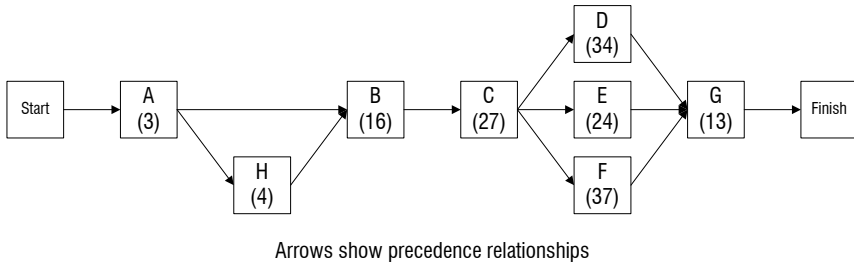 D
(34)
Start
A
(3)
B
(16)
C
(27)
E
(24)
G
(13)
Finish
H
(4)
F
(37)
Arrows show precedence relationships